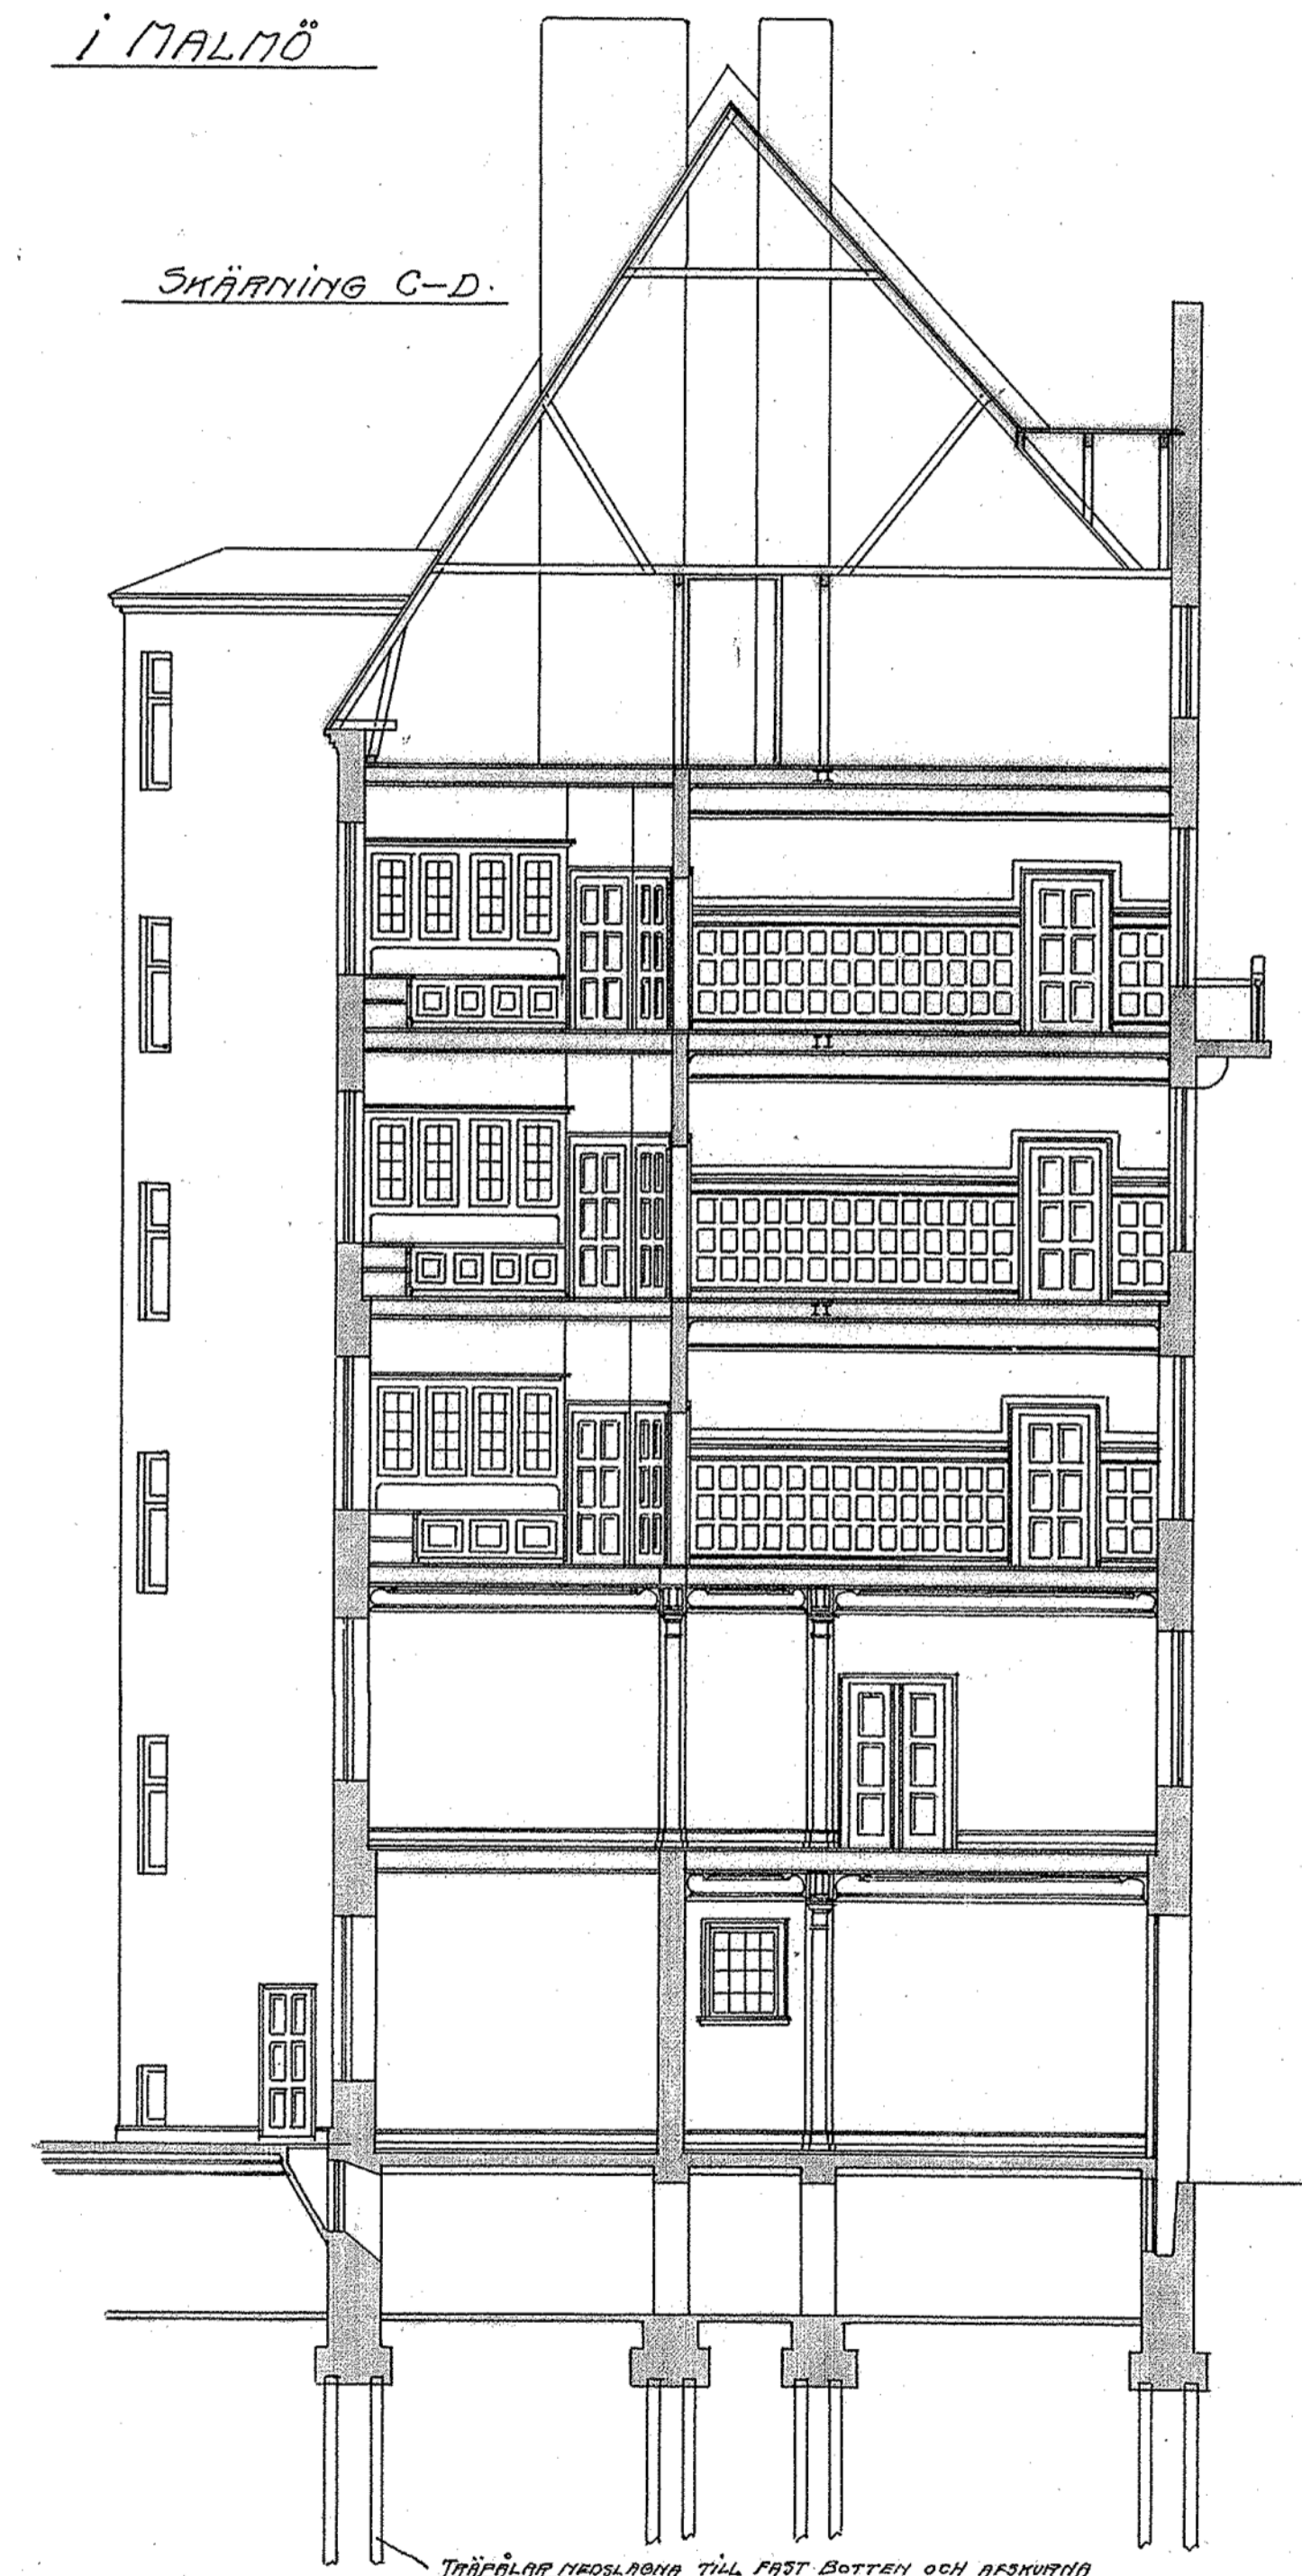 i MALMÖ
SKÄRNING C-D.
TRÄPÅLAR NEDSLAGNA TILL FAST BOTTEN OCH AFSKURNA